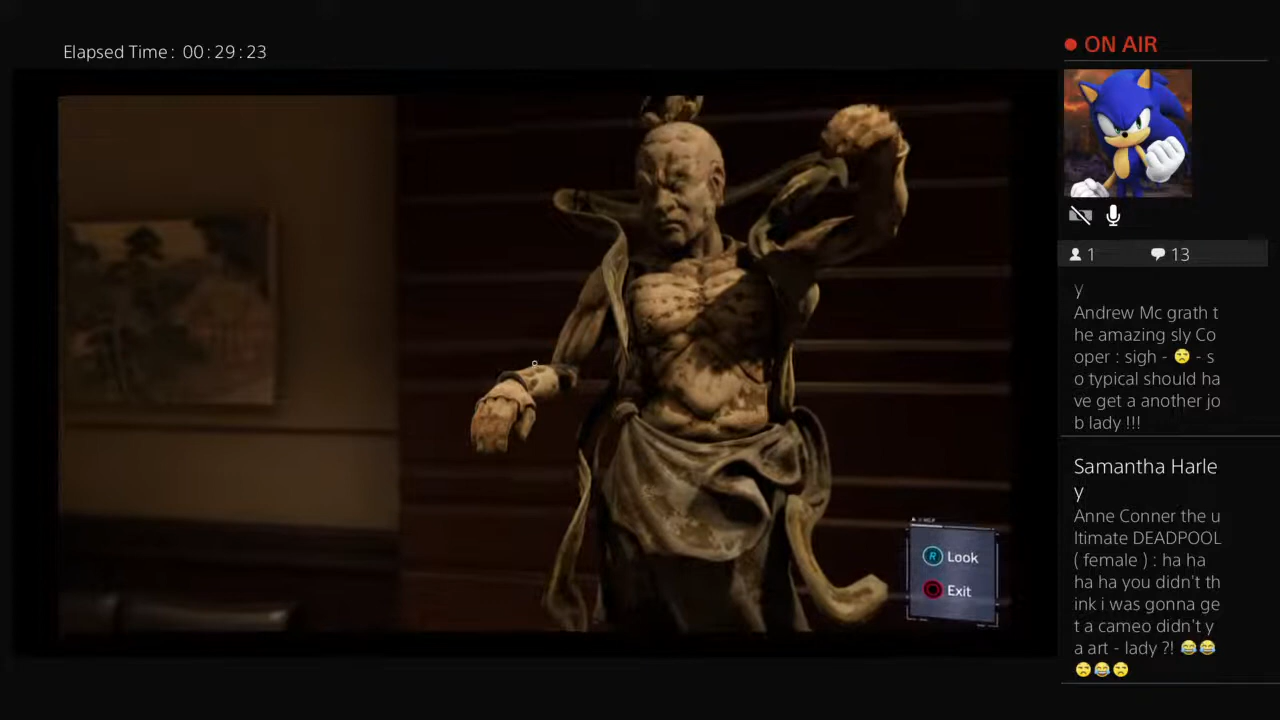 Elapsed Time: 00:29:23
ON AIR
1
13
y
Andrew Mc grath t
he amazing sly Co
oper : sigh - 😒 - s
o typical should ha
ve get a another jo
b lady !!!
Samantha Harle
y
Anne Conner the u
ltimate DEADPOOL
( female ) : ha ha
ha ha you didn't th
ink i was gonna ge
t a cameo didn't y
a art - lady ?! 😂😂
😒😂😒
R Look
Exit